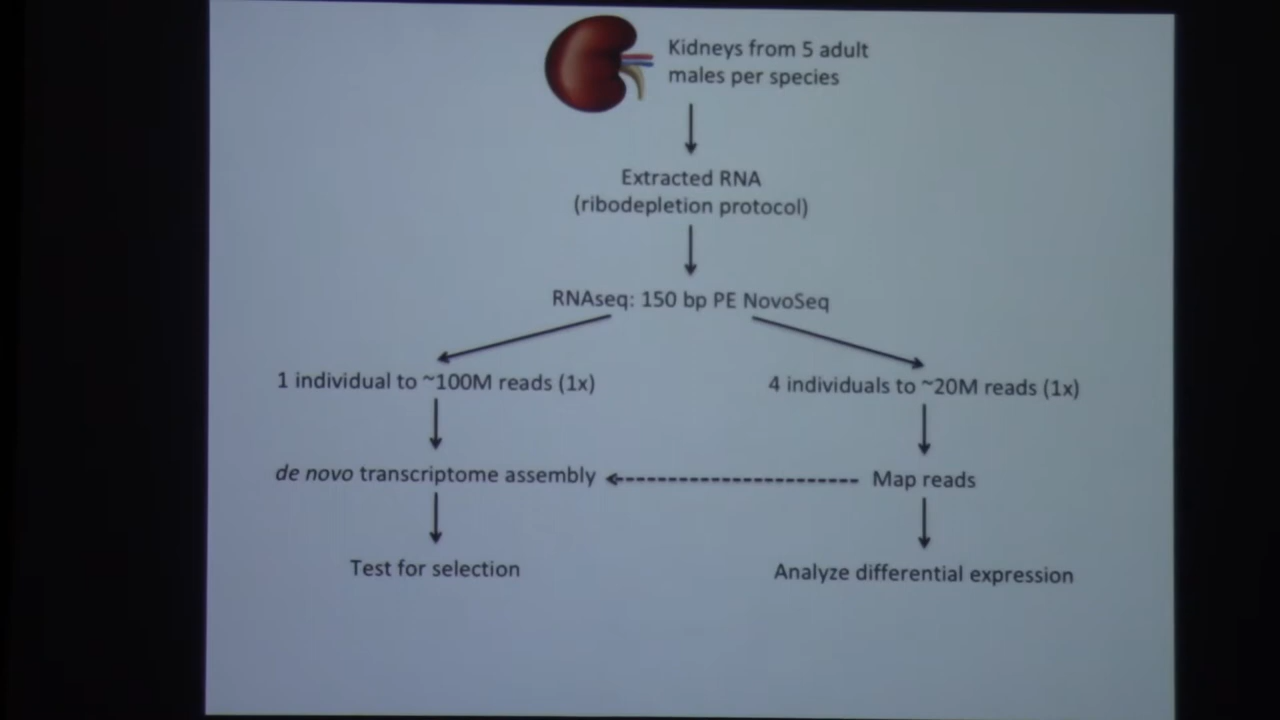 Kidneys from 5 adult
males per species
Extracted RNA
(ribodepletion protocol)
RNAseq: 150 bp PE NovoSeq
1 individual to ~100M reads (1x)
4 individuals to ~20M reads (1x)
de novo transcriptome assembly
Map reads
Test for selection
Analyze differential expression